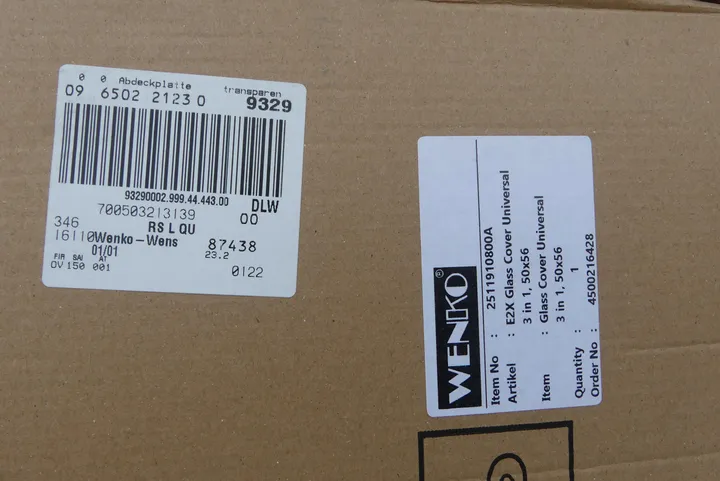 0 0 Abdeckplatte transparen
09 6502 2123 0 9329
93290002.999.44.443.00 DLW
700503213139 00
346 RS L QU
16110 Wenko-Wens 87438
01/01 23.2
FIR SAI AT
OV 150 001 0122
WENKO®
Item No : 2511910800A
Artikel : E2X Glass Cover Universal
3 in 1, 50x56
Item : Glass Cover Universal
3 in 1, 50x56
Quantity : 1
Order No : 4500216428